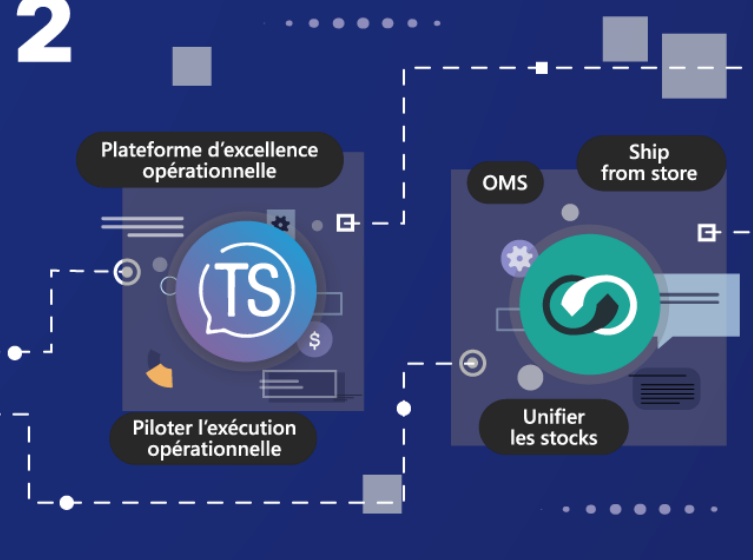 2
Plateforme d'excellence
opérationnelle
TS
$
Piloter l'exécution
opérationnelle
OMS
Ship
from store
Unifier
les stocks